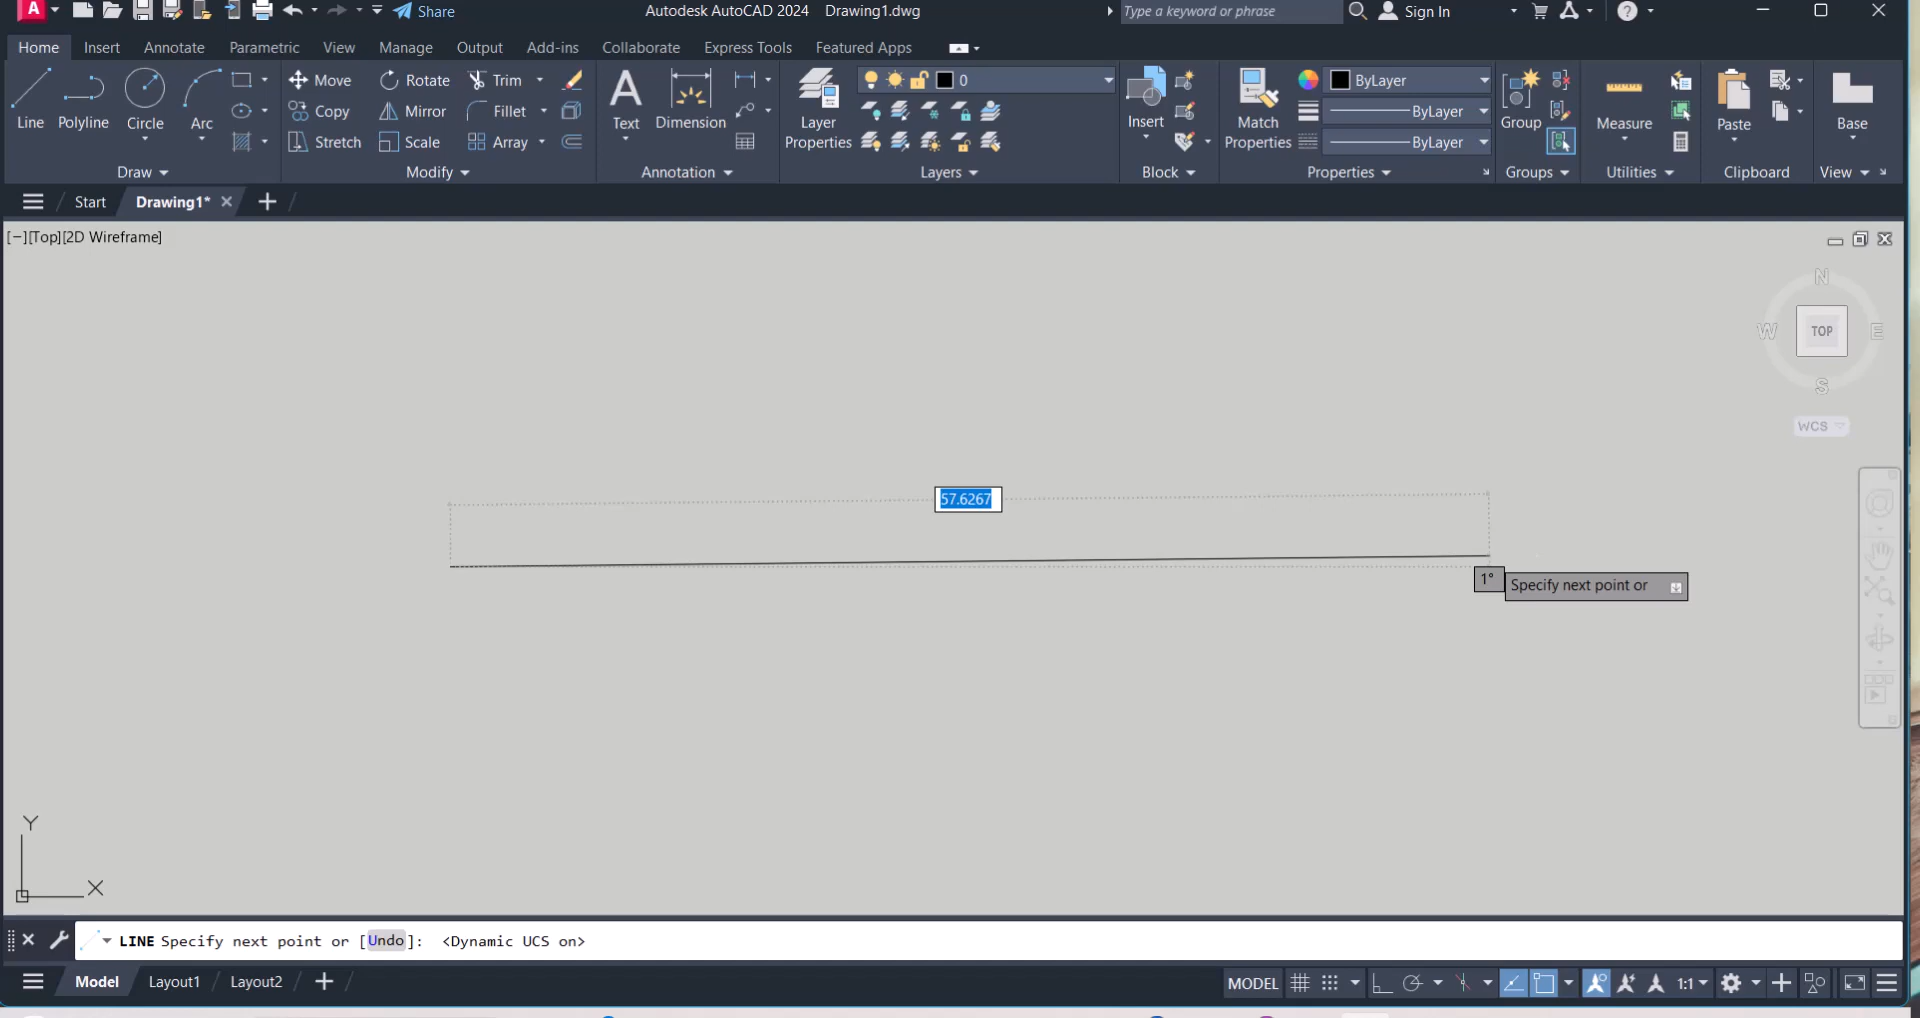 A Share Autodesk AutoCAD 2024 Drawing1.dwg Type a keyword or phrase Sign In ?
Home Insert Annotate Parametric View Manage Output Add-ins Collaborate Express Tools Featured Apps
Line Polyline Circle Arc
Move Rotate Trim
Copy Mirror Fillet
Stretch Scale Array
A Text Dimension
Layer Properties
0
Insert
Match Properties
ByLayer
ByLayer
ByLayer
Group
Measure
Paste
Base
Draw Modify Annotation Layers Block Properties Groups Utilities Clipboard View
Start Drawing1*
[−][Top][2D Wireframe]
N
W TOP E
S
WCS
57.6267
1° Specify next point or
Y
X
LINE Specify next point or [Undo]: <Dynamic UCS on>
Model Layout1 Layout2 MODEL 1:1